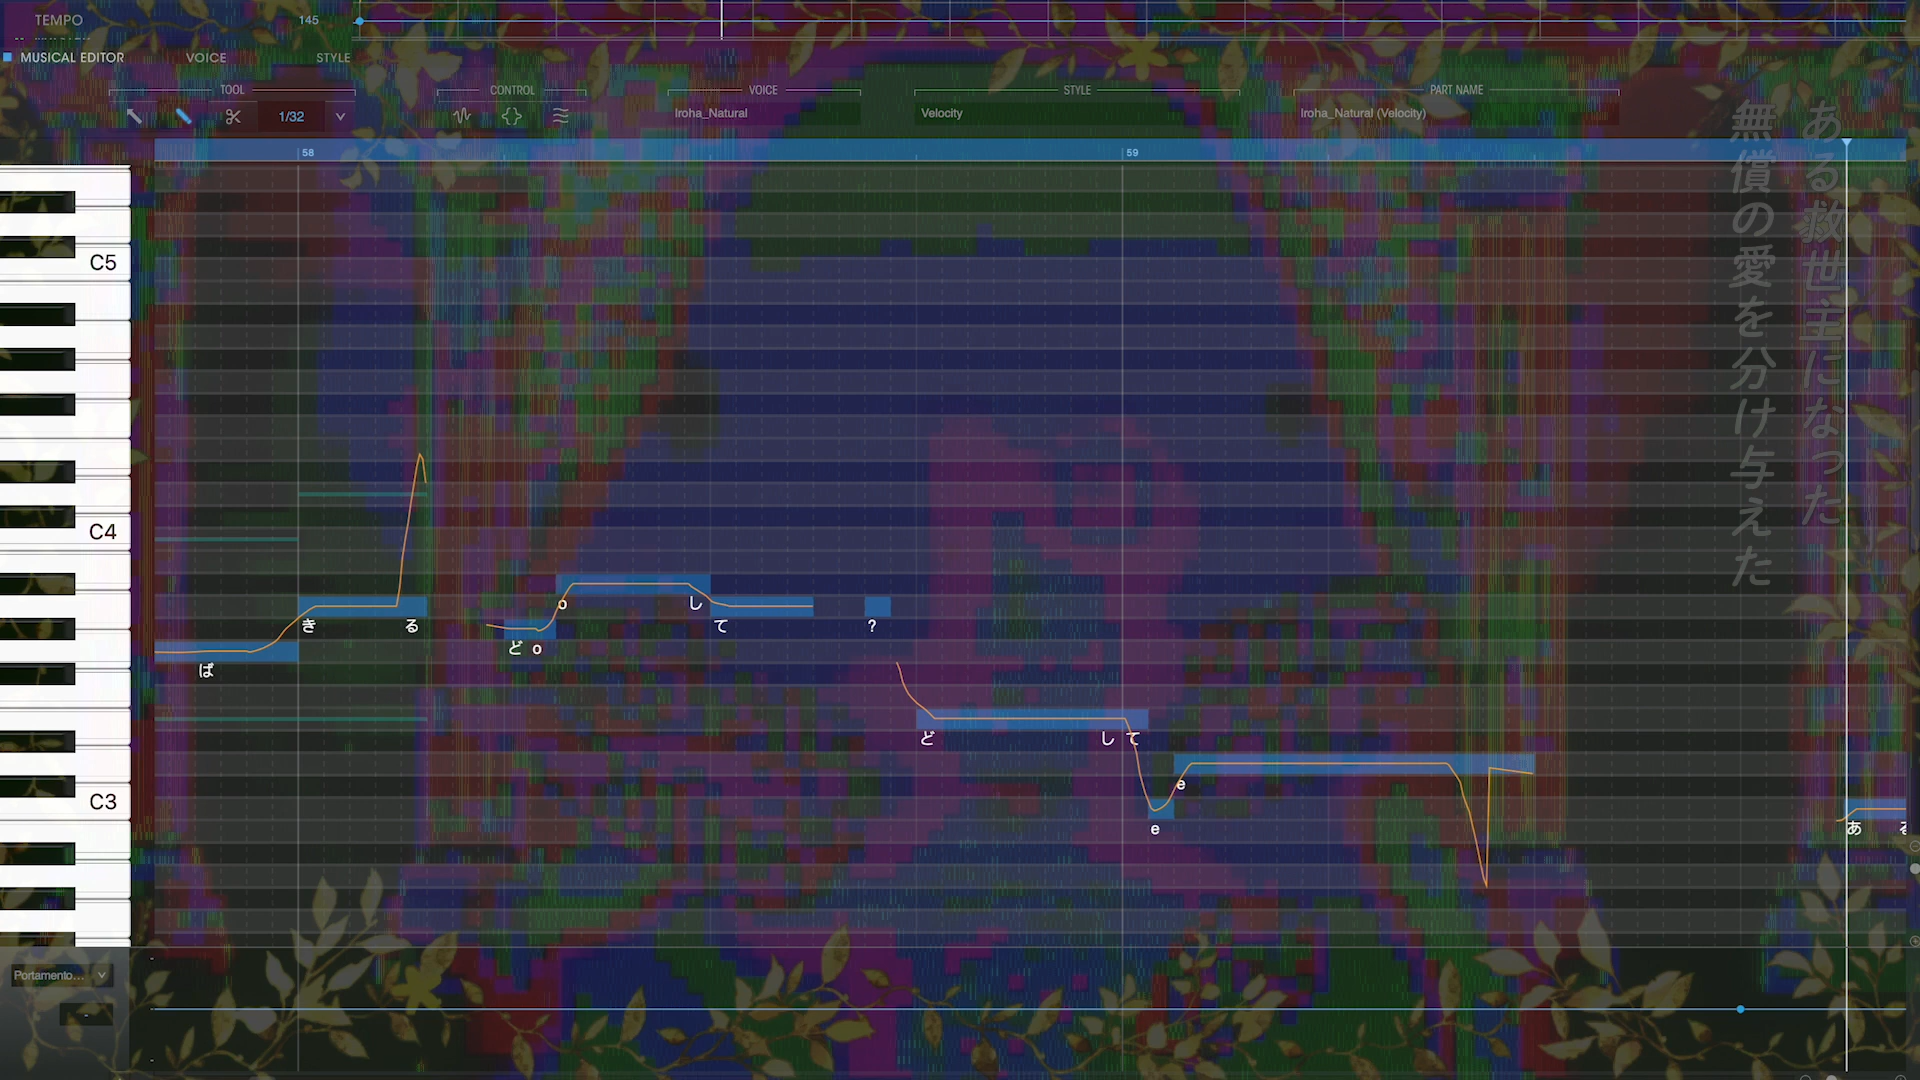 TEMPO 145
MUSICAL EDITOR VOICE STYLE
TOOL CONTROL VOICE STYLE PART NAME
1/32 Iroha_Natural Velocity Iroha_Natural (Velocity)
58 59
ある救世主になった
無償の愛を分け与えた
C5
C4
o し
き る て ?
ど o
ば
ど し て
e
C3
e あ
Portamento...
-